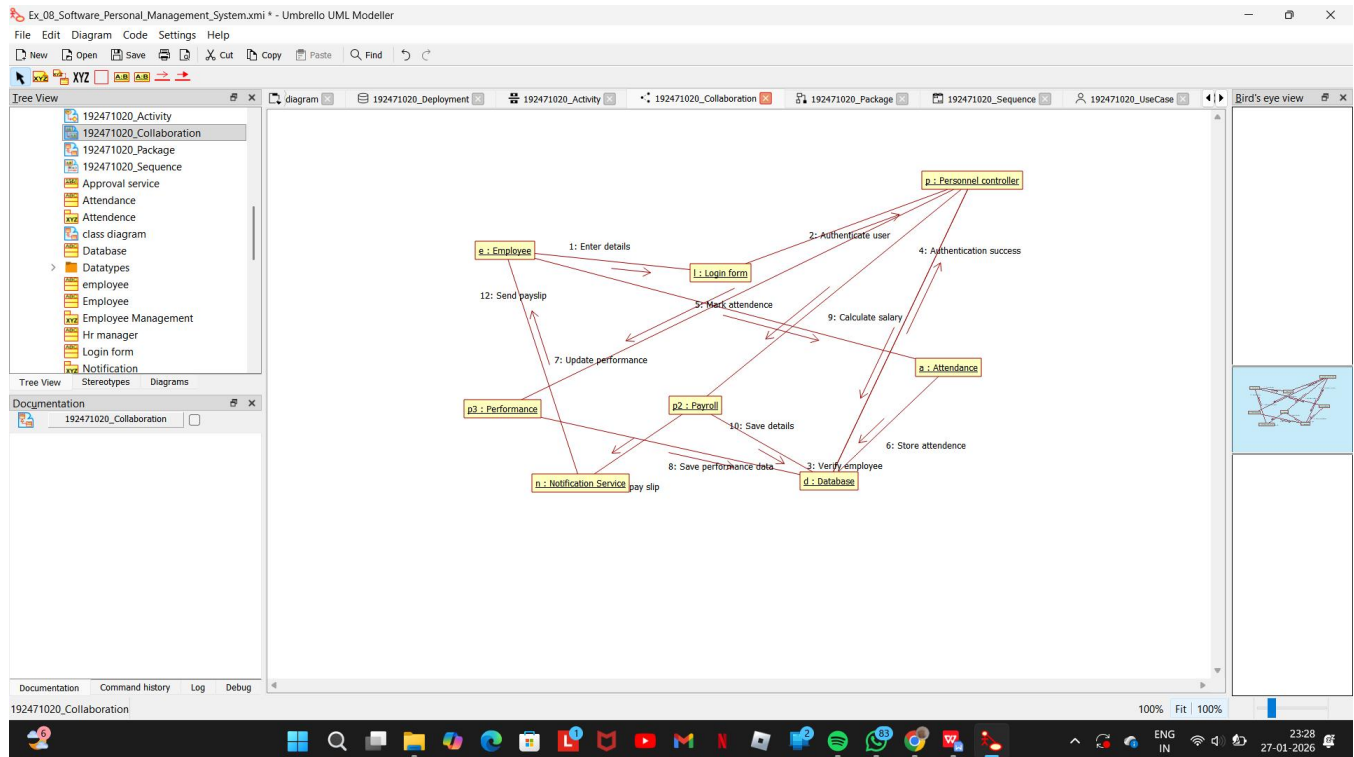 Ex_08_Software_Personal_Management_System.xmi * - Umbrello UML Modeller
File Edit Diagram Code Settings Help
New Open Save Cut Copy Paste Find
XYZ XYZ A:B A:B
Tree View
diagram 192471020_Deployment 192471020_Activity 192471020_Collaboration 192471020_Package 192471020_Sequence 192471020_UseCase
Bird's eye view
192471020_Activity
192471020_Collaboration
192471020_Package
192471020_Sequence
Approval service
Attendance
Attendence
class diagram
Database
Datatypes
employee
Employee
Employee Management
Hr manager
Login form
Notification
Tree View Stereotypes Diagrams
Documentation
192471020_Collaboration
Documentation Command history Log Debug
p : Personnel controller
2: Authenticate user
1: Enter details
e : Employee
4: Authentication success
l : Login form
12: Send payslip
5: Mark attendence
9: Calculate salary
7: Update performance
a : Attendance
p3 : Performance
p2 : Payroll
10: Save details
6: Store attendence
8: Save performance data
3: Verify employee
n : Notification Service
pay slip
d : Database
192471020_Collaboration
100% Fit 100%
6
1
2
83
ENG
IN
23:28
27-01-2026